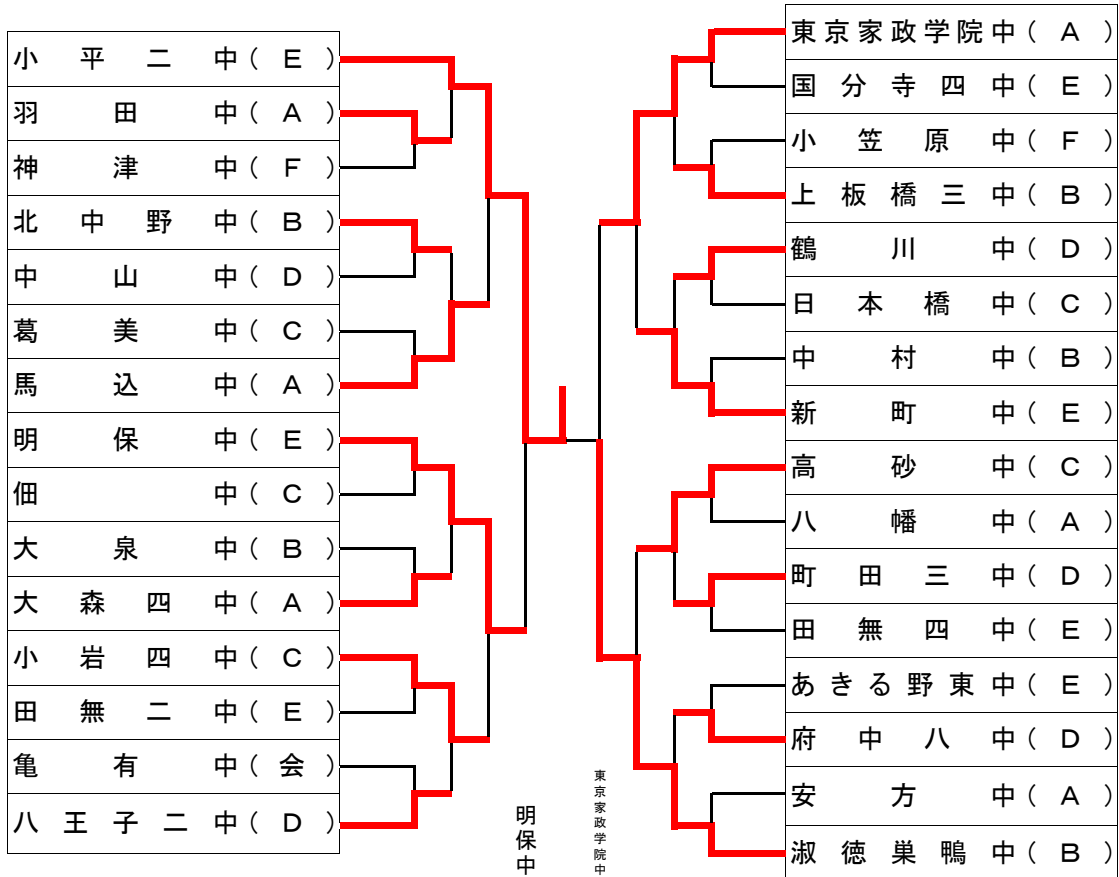 小平二中(E)
羽田中(A)
神津中(F)
北中野中(B)
中山中(D)
葛美中(C)
馬込中(A)
明保中(E)
佃中(C)
大泉中(B)
大森四中(A)
小岩四中(C)
田無二中(E)
亀有中(会)
八王子二中(D)
明保中
東京家政学院中
東京家政学院中(A)
国分寺四中(E)
小笠原中(F)
上板橋三中(B)
鶴川中(D)
日本橋中(C)
中村中(B)
新町中(E)
高砂中(C)
八幡中(A)
町田三中(D)
田無四中(E)
あきる野東中(E)
府中八中(D)
安方中(A)
淑徳巣鴨中(B)